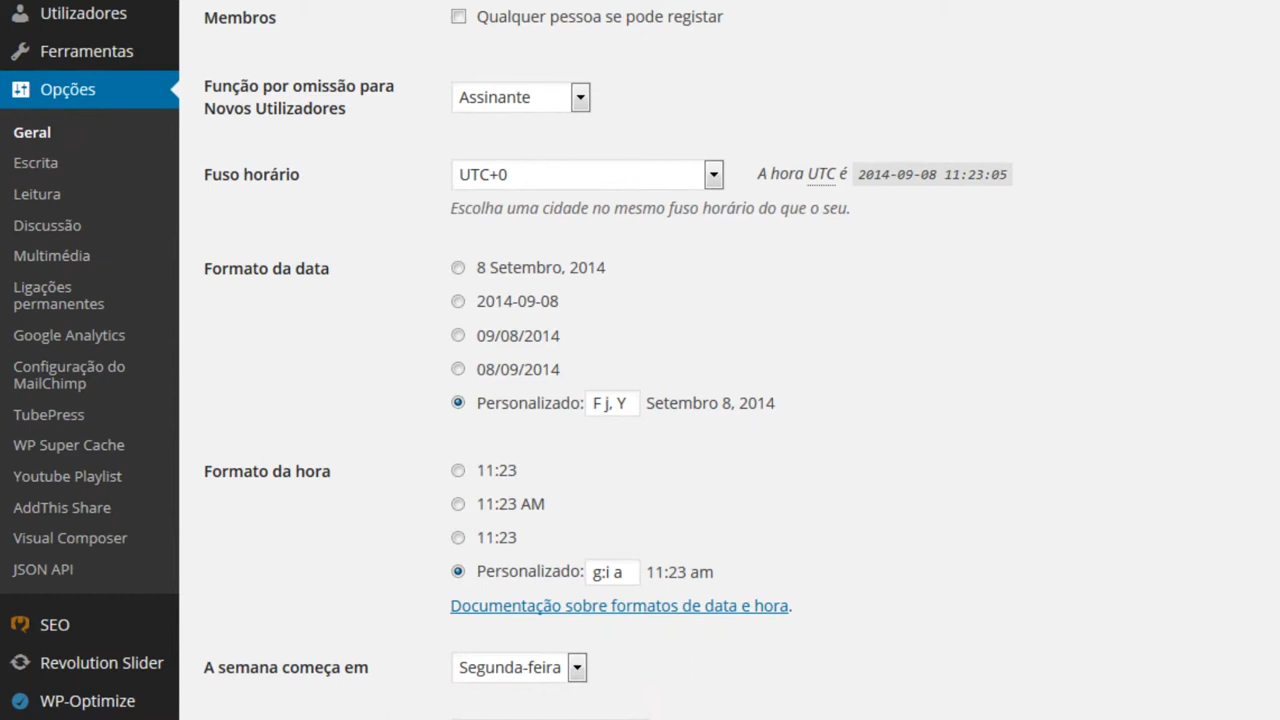 Utilizadores
Ferramentas
Opções
Geral
Escrita
Leitura
Discussão
Multimédia
Ligações
permanentes
Google Analytics
Configuração do
MailChimp
TubePress
WP Super Cache
Youtube Playlist
AddThis Share
Visual Composer
JSON API
SEO
Revolution Slider
WP-Optimize
Membros
Qualquer pessoa se pode registar
Função por omissão para
Novos Utilizadores
Assinante
Fuso horário
UTC+0
A hora UTC é 2014-09-08 11:23:05
Escolha uma cidade no mesmo fuso horário do que o seu.
Formato da data
8 Setembro, 2014
2014-09-08
09/08/2014
08/09/2014
Personalizado: F j, Y Setembro 8, 2014
Formato da hora
11:23
11:23 AM
11:23
Personalizado: g:i a 11:23 am
Documentação sobre formatos de data e hora.
A semana começa em
Segunda-feira